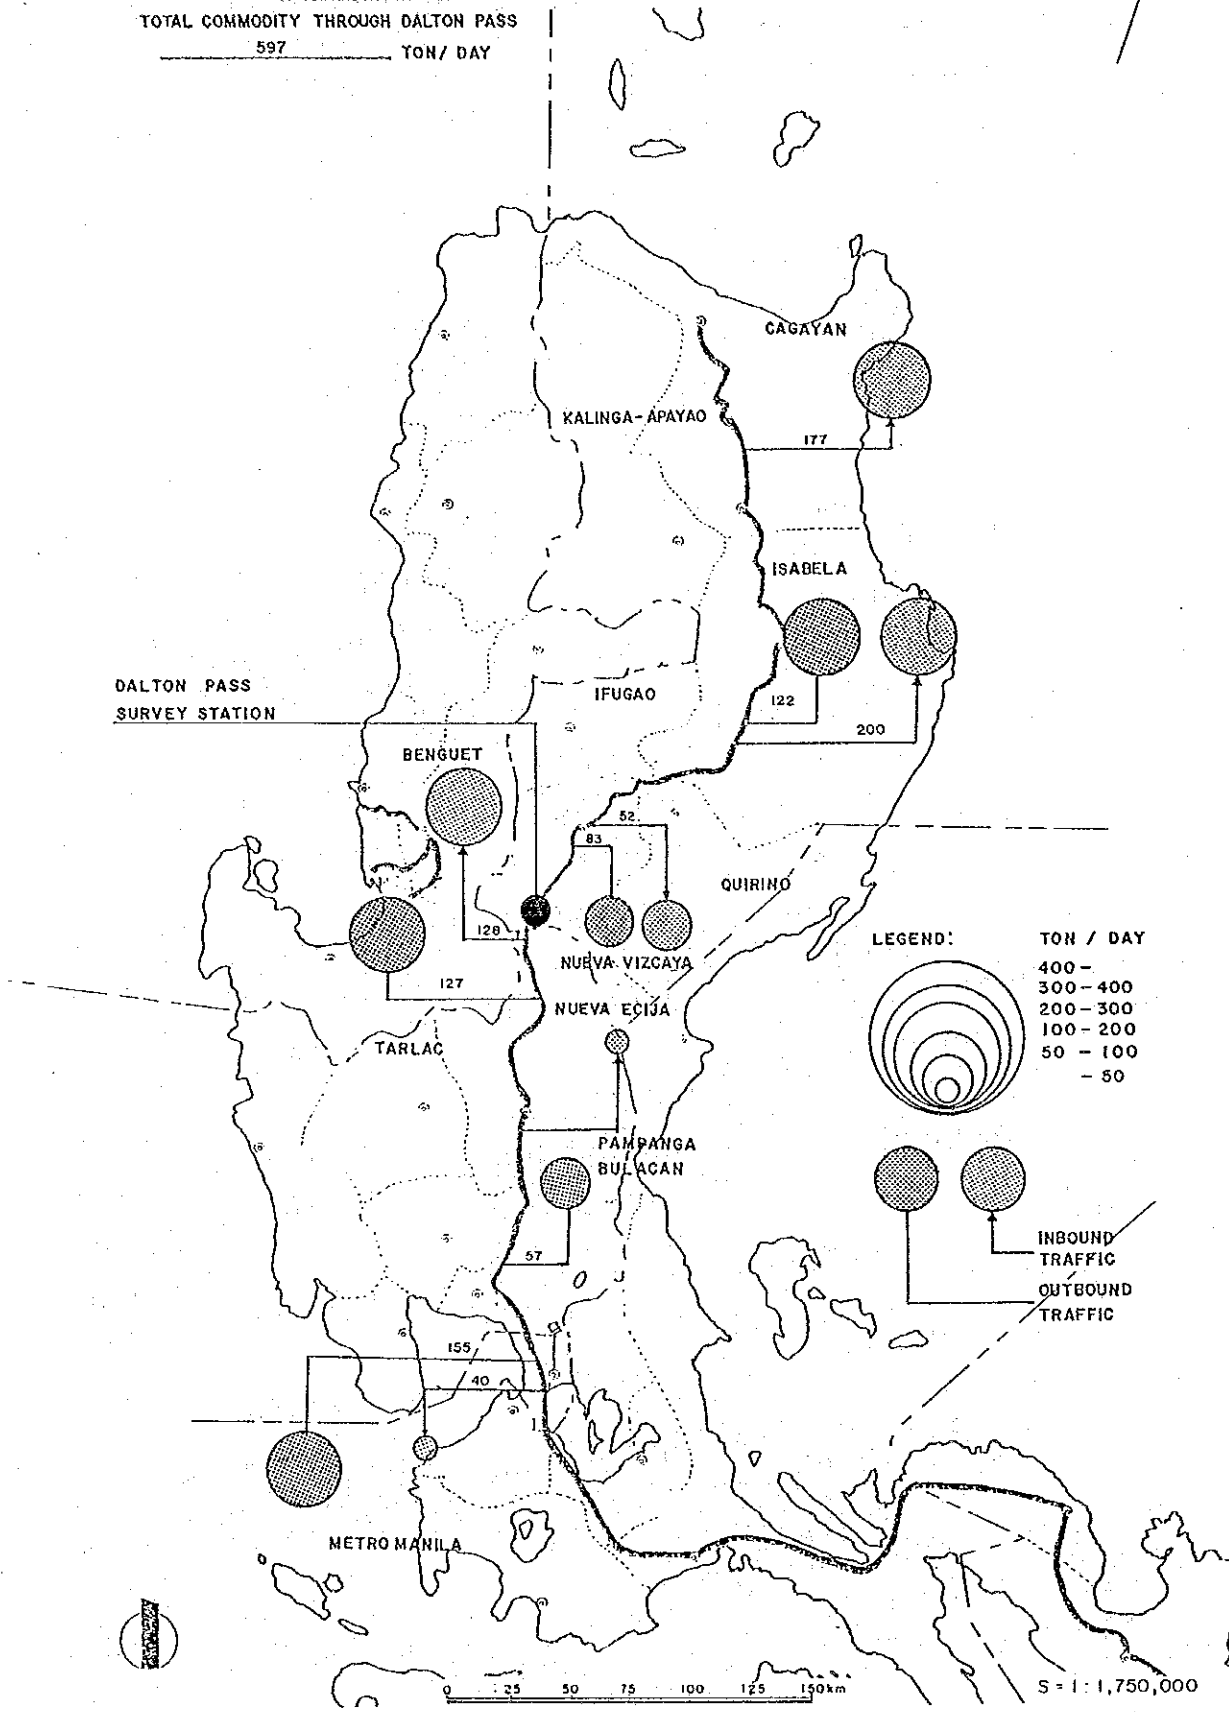 TOTAL COMMODITY THROUGH DALTON PASS
597 TON/ DAY
CAGAYAN
KALINGA-APAYAO
177
ISABELA
DALTON PASS
SURVEY STATION
IFUGAO
122
200
BENGUET
52
83
QUIRINO
128
NUEVA VIZCAYA
127
NUEVA ECIJA
TARLAC
LEGEND:
TON / DAY
400 -
300-400
200-300
100-200
50 - 100
- 50
PAMPANGA
BULACAN
57
INBOUND
TRAFFIC
OUTBOUND
TRAFFIC
155
40
METRO MANILA
0 25 50 75 100 125 150km
S = 1 : 1,750,000